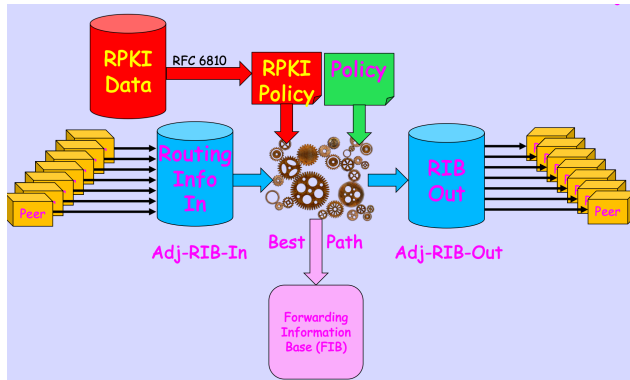 RPKI
Data
RFC 6810
RPKI
Policy
Policy
Routing
Info
In
RIB
Out
Peer
Peer
Adj-RIB-In
Best Path
Adj-RIB-Out
Forwarding
Information
Base (FIB)